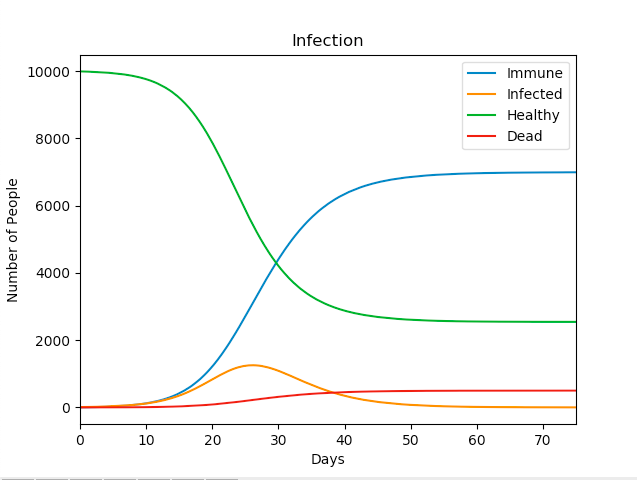 Infection
Immune
Infected
Healthy
Dead
Number of People
10000
8000
6000
4000
2000
0
0 10 20 30 40 50 60 70
Days